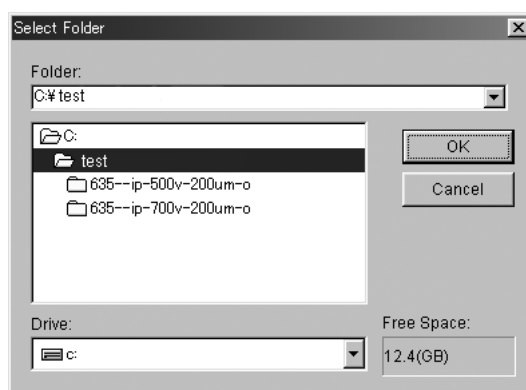 Select Folder
Folder:
C:¥test
C:
test
635--ip-500v-200um-o
635--ip-700v-200um-o
OK
Cancel
Drive:
c:
Free Space:
12.4(GB)